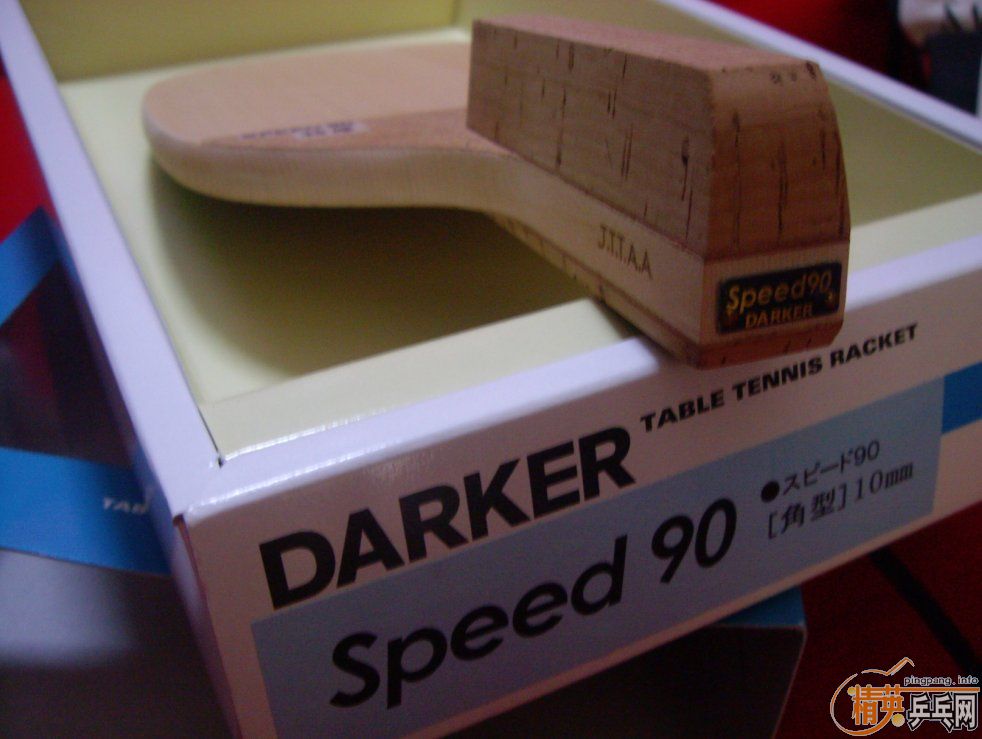 J.T.T.A.A
Speed90
DARKER
DARKER TABLE TENNIS RACKET
Speed 90
●スピード90
[角型]10mm
TAB
pingpang.info
精英乒乓网